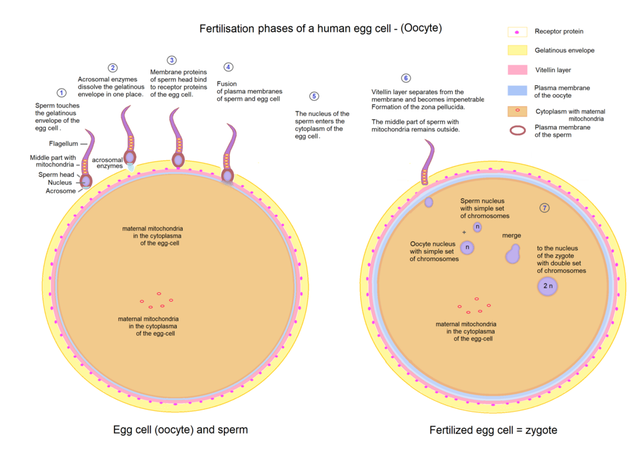 Fertilisation phases of a human egg cell - (Oocyte)
Receptor protein
Gelatinous envelope
Vitellin layer
Plasma membrane
of the oocyte
Cytoplasm with maternal
mitochondria
Plasma membrane
of the sperm
1
Sperm touches
the gelatinous
envelope of the
egg cell .
2
Acrosomal enzymes
dissolve the gelatinous
envelope in one place.
3
Membrane proteins
of sperm head bind
to receptor proteins
of the egg cell.
4
Fusion
of plasma membranes
of sperm and egg cell
5
The nucleus of the
sperm enters the
cytoplasm of the
egg cell .
6
Vitellin layer separates from the
membrane and becomes impenetrable
Formation of the zona pellucida.
The middle part of sperm with
mitochondria remains outside.
Flagellum
Middle part with
mitochondria
Sperm head
Nucleus
Acrosome
acrosomal
enzymes
maternal mitochondria
in the cytoplasma
of the egg-cell
maternal mitochondria
in the cytoplasma
of the egg-cell
Egg cell (oocyte) and sperm
Sperm nucleus
with simple set
of chromosomes
7
n
+
Oocyte nucleus
with simple set
of chromosomes
n
merge
to the nucleus
of the zygote
with double set
of chromosomes
2 n
maternal mitochondria
in the cytoplasma
of the egg-cell
Fertilized egg cell = zygote